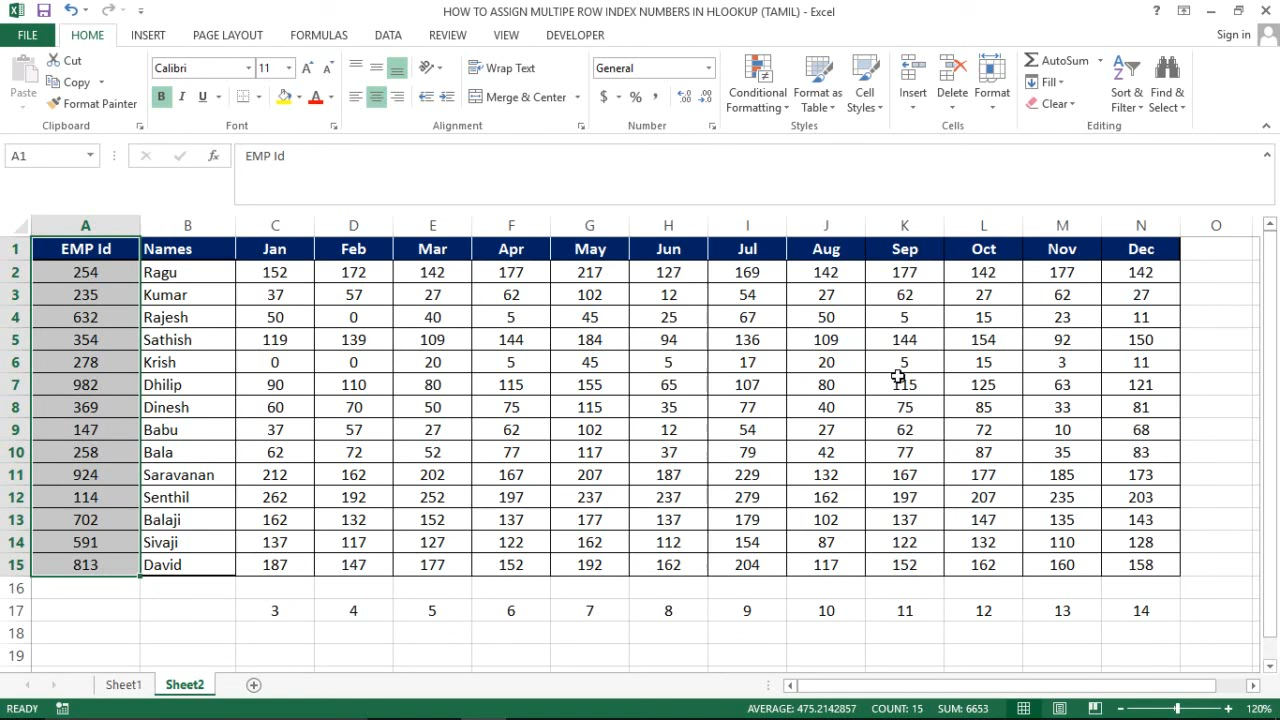 HOW TO ASSIGN MULTIPE ROW INDEX NUMBERS IN HLOOKUP (TAMIL) - Excel
FILE HOME INSERT PAGE LAYOUT FORMULAS DATA REVIEW VIEW DEVELOPER Sign in
Paste Cut Copy Format Painter
Clipboard
Calibri 11
B I U A
Font
Wrap Text
Merge & Center
Alignment
General
$ % ,
Number
Conditional Formatting Format as Table Cell Styles
Styles
Insert Delete Format
Cells
AutoSum Fill Clear Sort & Filter Find & Select
Editing
A1 fx EMP Id
A B C D E F G H I J K L M N O
1 EMP Id Names Jan Feb Mar Apr May Jun Jul Aug Sep Oct Nov Dec
2 254 Ragu 152 172 142 177 217 127 169 142 177 142 177 142
3 235 Kumar 37 57 27 62 102 12 54 27 62 27 62 27
4 632 Rajesh 50 0 40 5 45 25 67 50 5 15 23 11
5 354 Sathish 119 139 109 144 184 94 136 109 144 154 92 150
6 278 Krish 0 0 20 5 45 5 17 20 5 15 3 11
7 982 Dhilip 90 110 80 115 155 65 107 80 115 125 63 121
8 369 Dinesh 60 70 50 75 115 35 77 40 75 85 33 81
9 147 Babu 37 57 27 62 102 12 54 27 62 72 10 68
10 258 Bala 62 72 52 77 117 37 79 42 77 87 35 83
11 924 Saravanan 212 162 202 167 207 187 229 132 167 177 185 173
12 114 Senthil 262 192 252 197 237 237 279 162 197 207 235 203
13 702 Balaji 162 132 152 137 177 137 179 102 137 147 135 143
14 591 Sivaji 137 117 127 122 162 112 154 87 122 132 110 128
15 813 David 187 147 177 152 192 162 204 117 152 162 160 158
16
17 3 4 5 6 7 8 9 10 11 12 13 14
18
19
Sheet1 Sheet2
READY AVERAGE: 475.2142857 COUNT: 15 SUM: 6653 120%